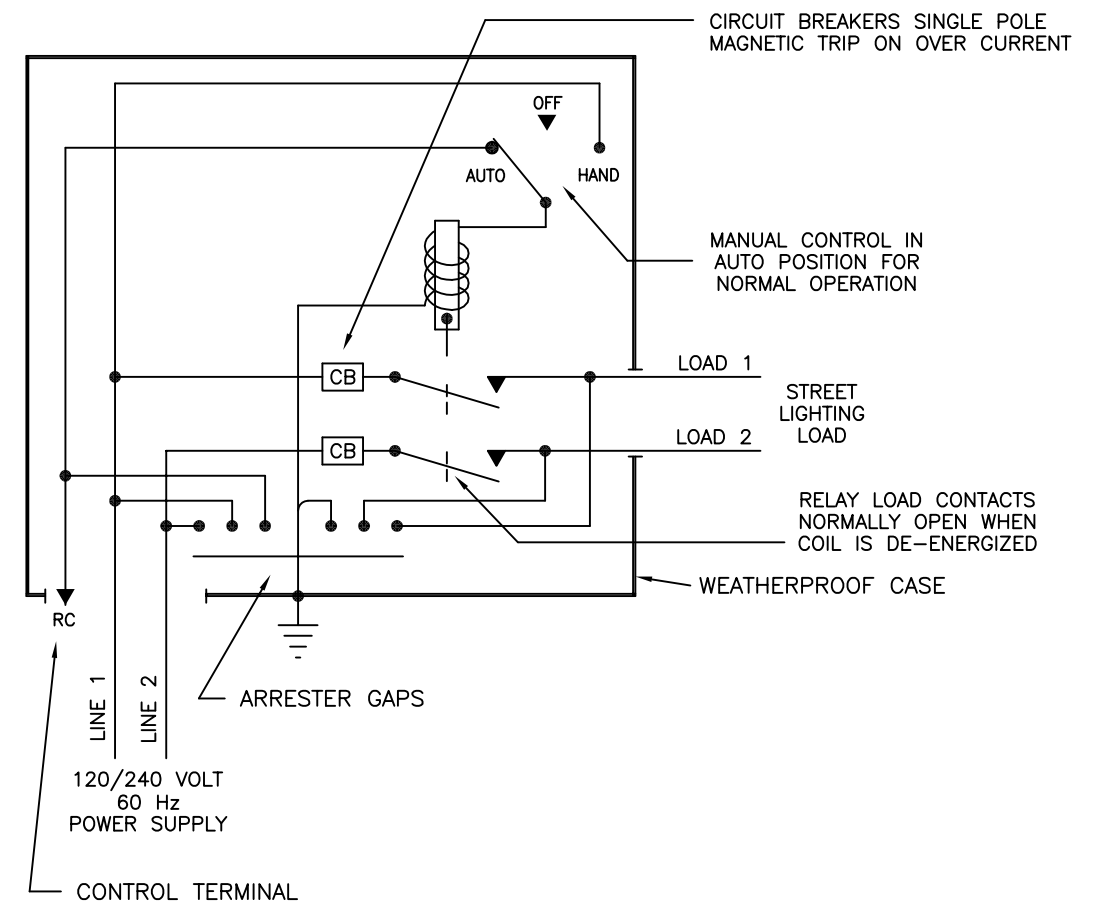 CIRCUIT BREAKERS SINGLE POLE
MAGNETIC TRIP ON OVER CURRENT
OFF
AUTO
HAND
MANUAL CONTROL IN
AUTO POSITION FOR
NORMAL OPERATION
CB
LOAD 1
STREET
LIGHTING
LOAD
CB
LOAD 2
RELAY LOAD CONTACTS
NORMALLY OPEN WHEN
COIL IS DE-ENERGIZED
WEATHERPROOF CASE
RC
ARRESTER GAPS
LINE 1
LINE 2
120/240 VOLT
60 Hz
POWER SUPPLY
CONTROL TERMINAL